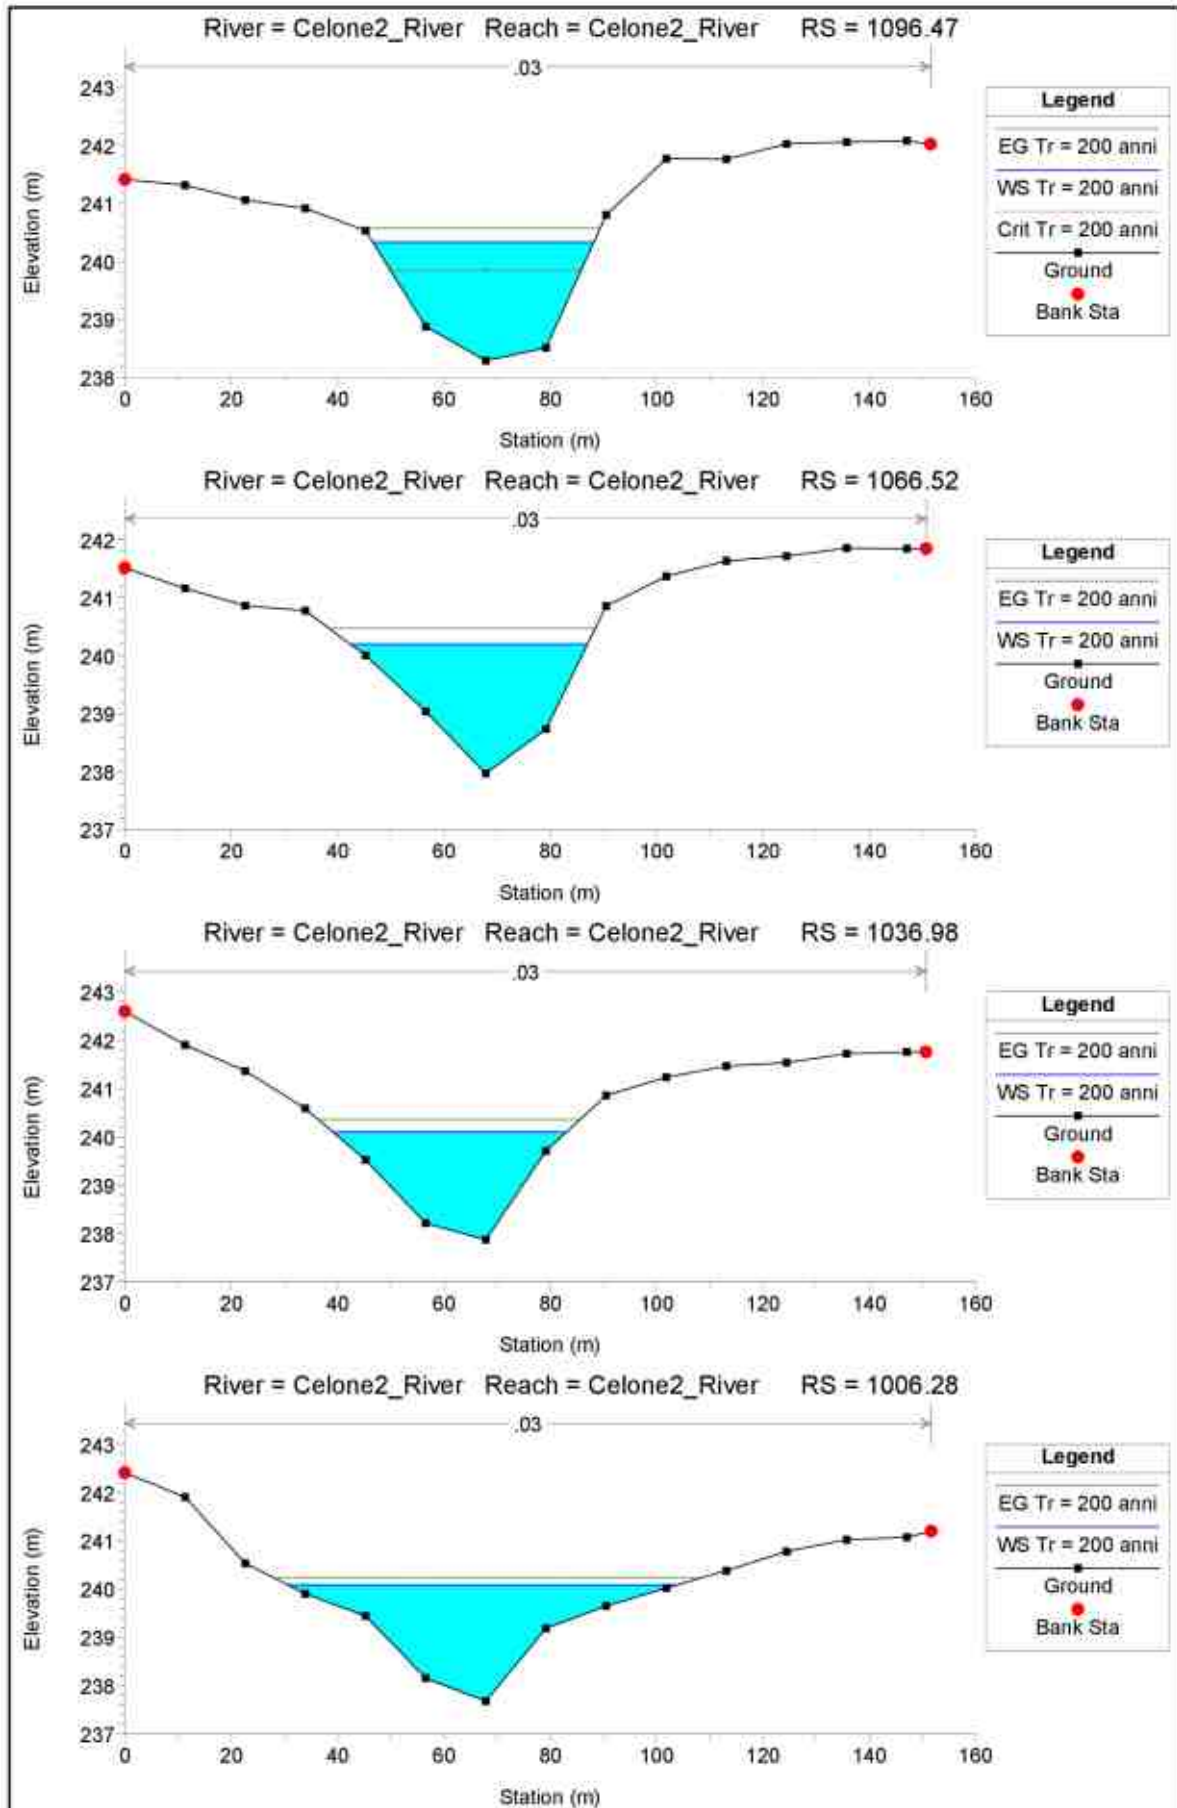 River = Celone2_River Reach = Celone2_River RS = 1096.47
.03
243
242
241
240
239
238
Elevation (m)
0 20 40 60 80 100 120 140 160
Station (m)
Legend
EG Tr = 200 anni
WS Tr = 200 anni
Crit Tr = 200 anni
Ground
Bank Sta
River = Celone2_River Reach = Celone2_River RS = 1066.52
.03
242
241
240
239
238
237
Elevation (m)
0 20 40 60 80 100 120 140 160
Station (m)
Legend
EG Tr = 200 anni
WS Tr = 200 anni
Ground
Bank Sta
River = Celone2_River Reach = Celone2_River RS = 1036.98
.03
243
242
241
240
239
238
237
Elevation (m)
0 20 40 60 80 100 120 140 160
Station (m)
Legend
EG Tr = 200 anni
WS Tr = 200 anni
Ground
Bank Sta
River = Celone2_River Reach = Celone2_River RS = 1006.28
.03
243
242
241
240
239
238
237
Elevation (m)
0 20 40 60 80 100 120 140 160
Station (m)
Legend
EG Tr = 200 anni
WS Tr = 200 anni
Ground
Bank Sta